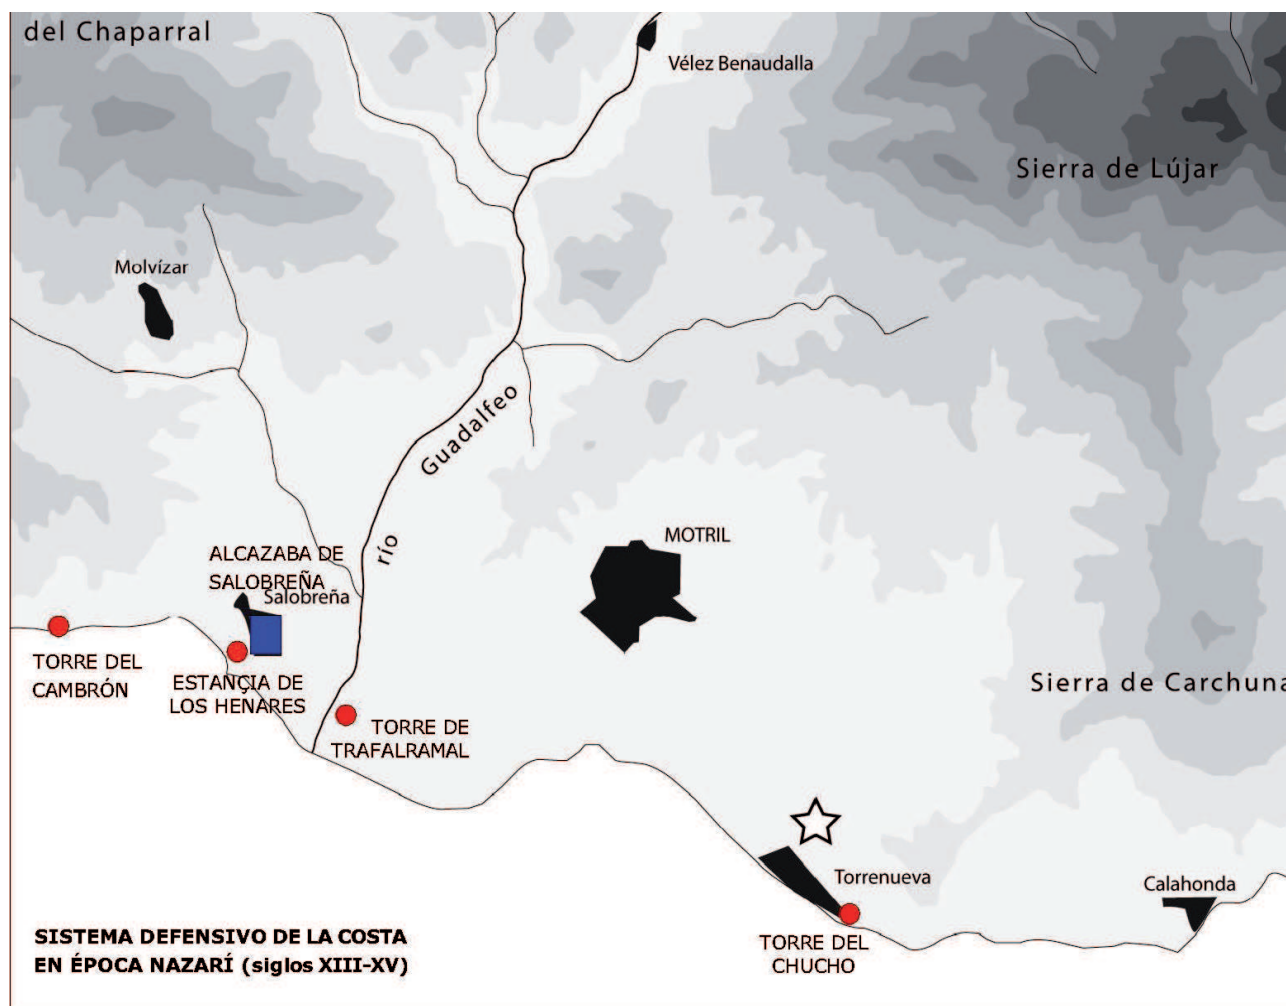 del Chaparral
Vélez Benaudalla
Sierra de Lújar
Molvízar
río Guadalfeo
MOTRIL
ALCAZABA DE
SALOBREÑA
Salobreña
TORRE DEL
CAMBRÓN
ESTANÇIA DE
LOS HENARES
TORRE DE
TRAFALRAMAL
Sierra de Carchuna
Torrenueva
Calahonda
TORRE DEL
CHUCHO
SISTEMA DEFENSIVO DE LA COSTA
EN ÉPOCA NAZARÍ (siglos XIII-XV)